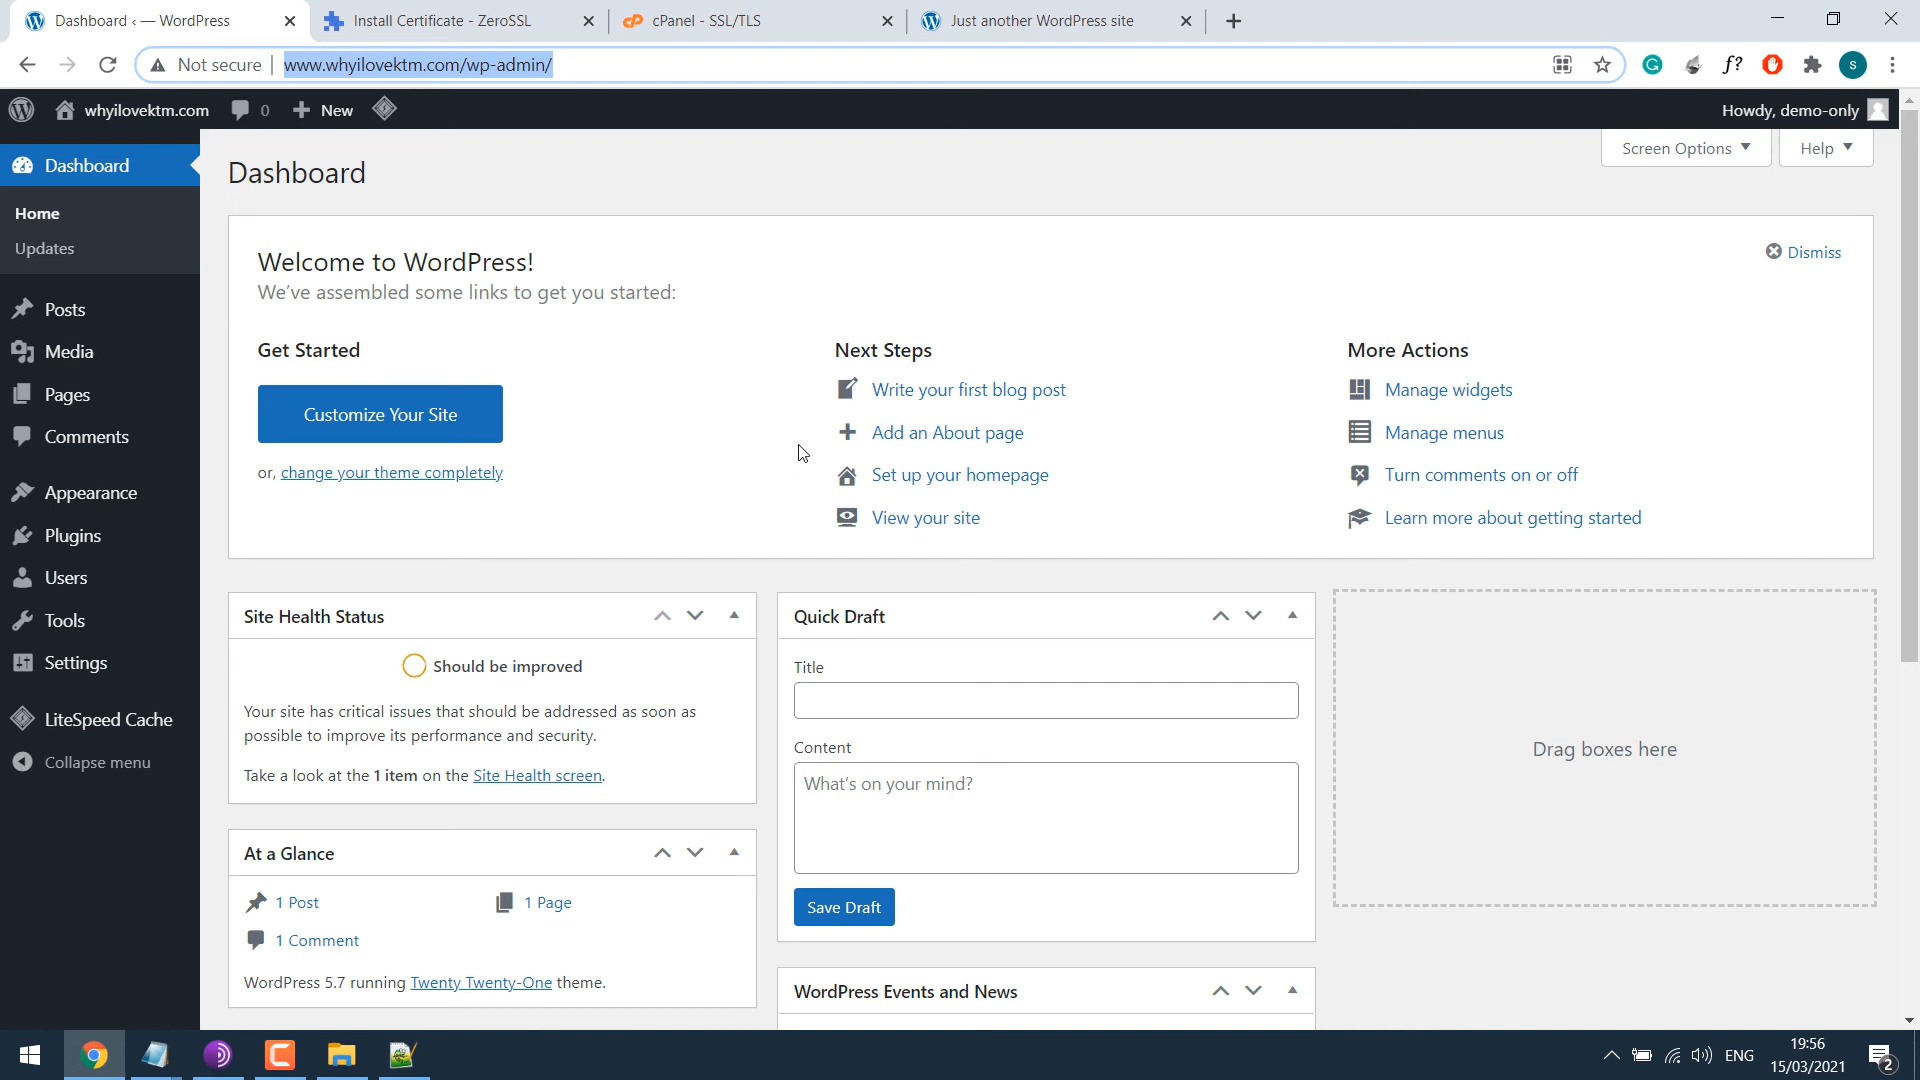 Dashboard ‹ — WordPress
Install Certificate - ZeroSSL
cPanel - SSL/TLS
Just another WordPress site
Not secure
www.whyilovektm.com/wp-admin/
f?
s
whyilovektm.com
0
New
Howdy, demo-only
Dashboard
Home
Updates
Posts
Media
Pages
Comments
Appearance
Plugins
Users
Tools
Settings
LiteSpeed Cache
Collapse menu
Dashboard
Screen Options
Help
Welcome to WordPress!
We've assembled some links to get you started:
Dismiss
Get Started
Customize Your Site
or, change your theme completely
Next Steps
Write your first blog post
Add an About page
Set up your homepage
View your site
More Actions
Manage widgets
Manage menus
Turn comments on or off
Learn more about getting started
Site Health Status
Should be improved
Your site has critical issues that should be addressed as soon as
possible to improve its performance and security.
Take a look at the 1 item on the Site Health screen.
At a Glance
1 Post
1 Page
1 Comment
WordPress 5.7 running Twenty Twenty-One theme.
Quick Draft
Title
Content
What's on your mind?
Save Draft
WordPress Events and News
Drag boxes here
ENG
19:56
15/03/2021
2